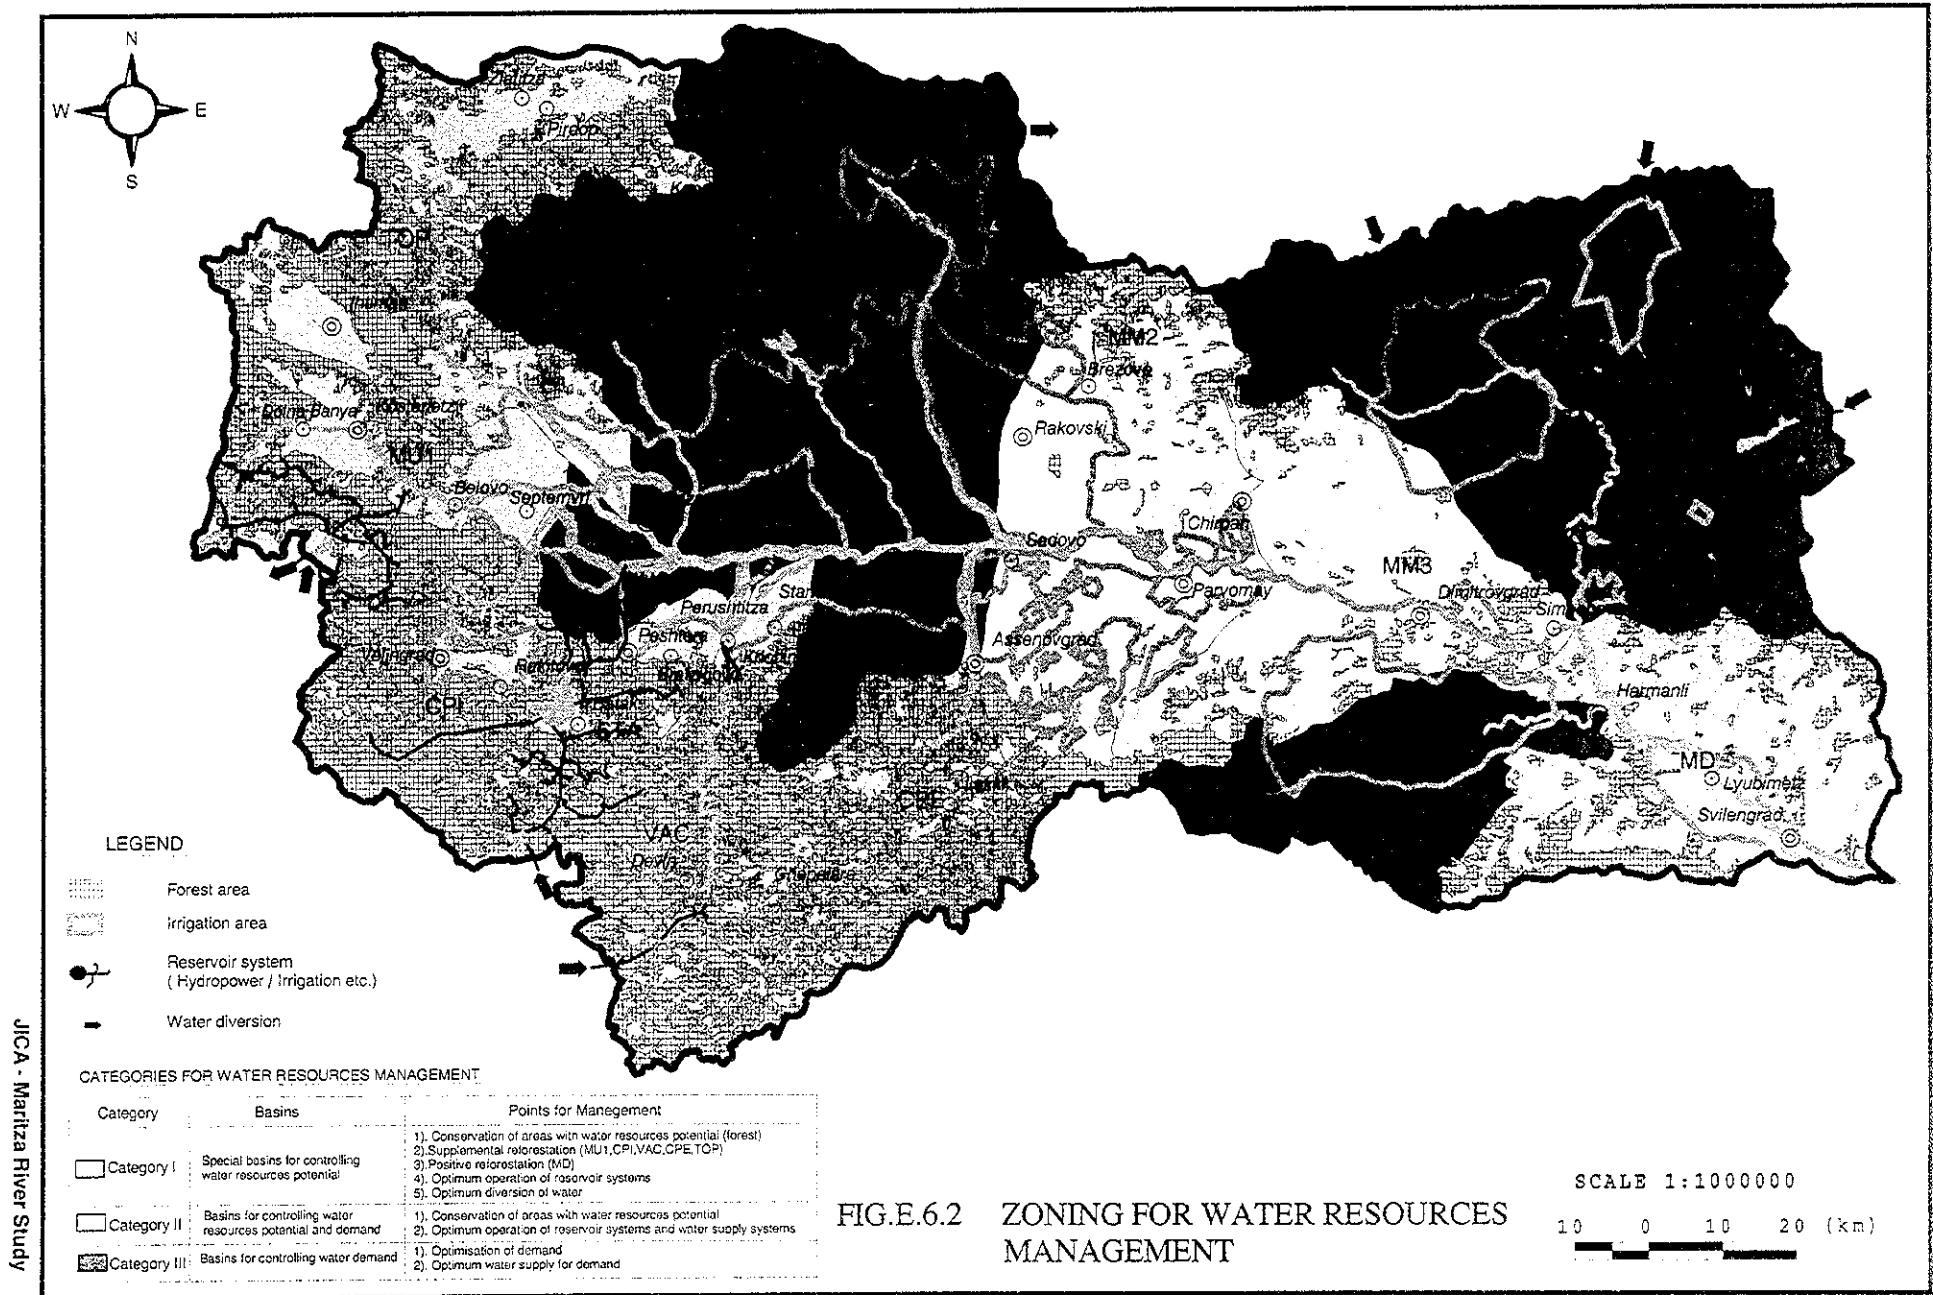 N
W E
S
Zlatitza
Pirdop
Ihtiman
Dolna Banya
Kostenetz
MU1
Belovo
Septemvri
MM2
Brezovo
Rakovski
Chirpan
Sadovo
MM3
Parvomay
Dimitrovgrad
Sim
Perushtitza
Stam
Peshtera
Assenovgrad
Velingrad
Rakitovo
CPI
Batak
Harmanli
MD
Lyubimetz
Svilengrad
Laki
CPE
VAC
Devin
LEGEND
Forest area
Irrigation area
Reservoir system
( Hydropower / Irrigation etc.)
Water diversion
CATEGORIES FOR WATER RESOURCES MANAGEMENT
Category Basins Points for Manegement
Category I Special basins for controlling
water resources potential
1). Conservation of areas with water resources potential (forest)
2).Supplemental reforestation (MU1,CPI,VAC,CPE,TOP)
3).Positive reforestation (MD)
4). Optimum operation of reservoir systems
5). Optimum diversion of water
Category II Basins for controlling water
resources potential and demand
1). Conservation of areas with water resources potential
2). Optimum operation of reservoir systems and water supply systems
Category III Basins for controlling water demand
1). Optimisation of demand
2). Optimum water supply for demand
FIG.E.6.2 ZONING FOR WATER RESOURCES
MANAGEMENT
SCALE 1:1000000
10 0 10 20 (km)
JICA - Maritza River Study